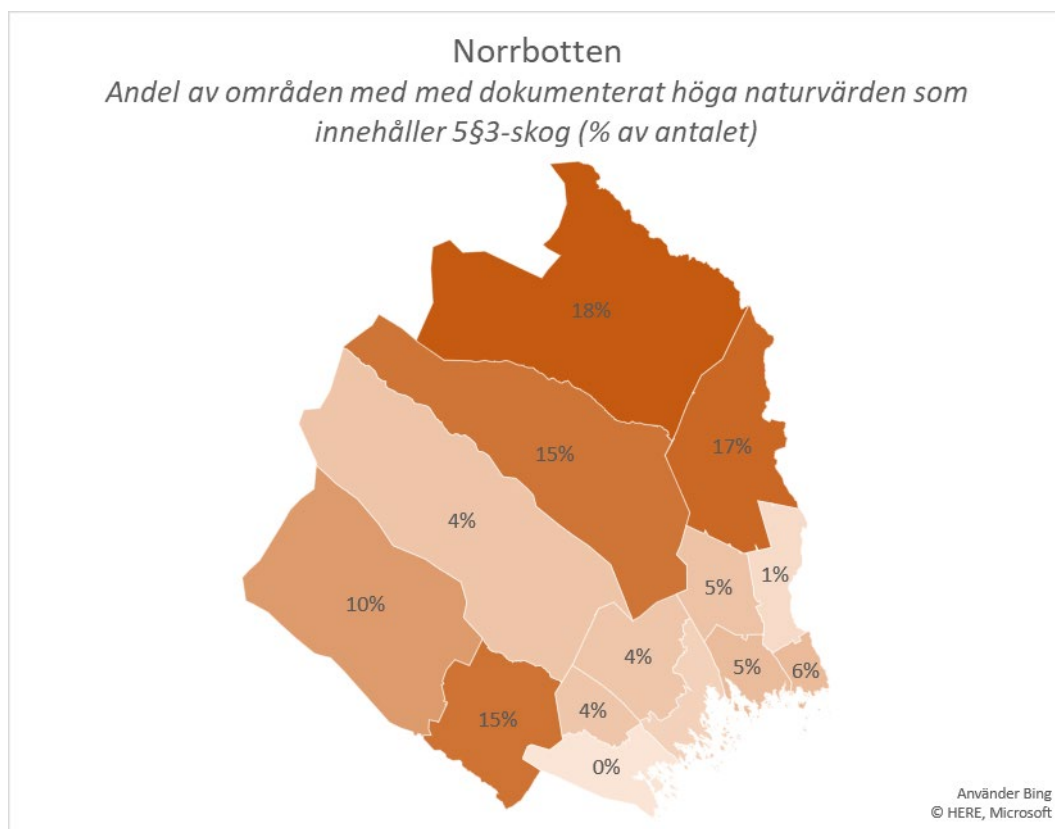 Norrbotten
Andel av områden med med dokumenterat höga naturvärden som
innehåller 5§3-skog (% av antalet)
18%
15%
17%
4%
5%
1%
10%
4%
5%
6%
15%
4%
0%
Använder Bing
© HERE, Microsoft